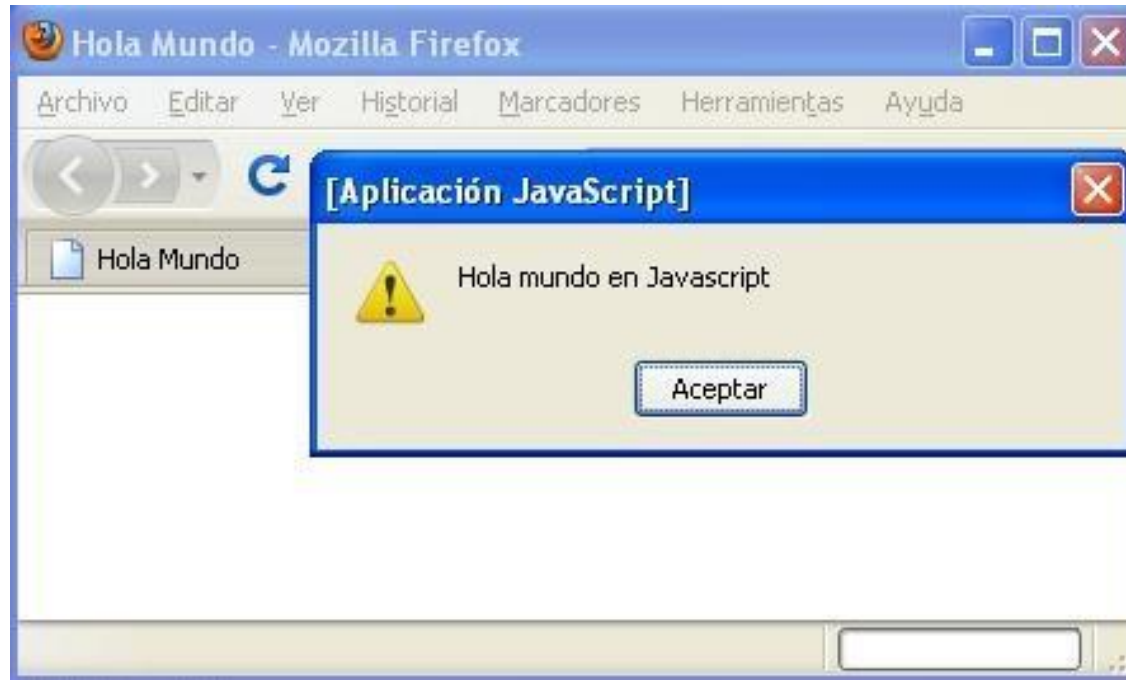 Hola Mundo - Mozilla Firefox
Archivo Editar Ver Historial Marcadores Herramientas Ayuda
[Aplicación JavaScript]
Hola Mundo
Hola mundo en Javascript
Aceptar